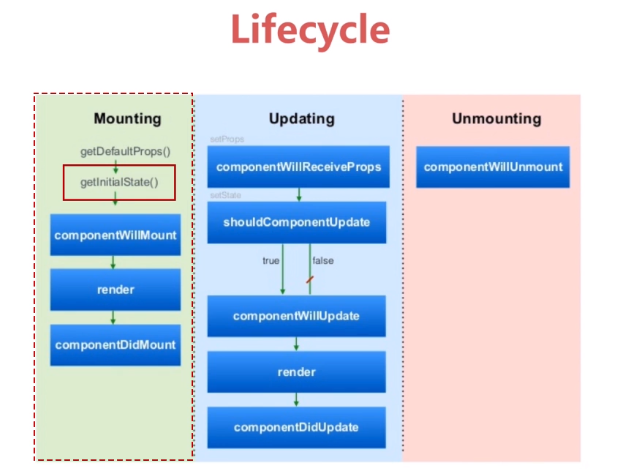 Lifecycle
Mounting
getDefaultProps()
getInitialState()
componentWillMount
render
componentDidMount
Updating
setProps
componentWillReceiveProps
setState
shouldComponentUpdate
true
false
componentWillUpdate
render
componentDidUpdate
Unmounting
componentWillUnmount